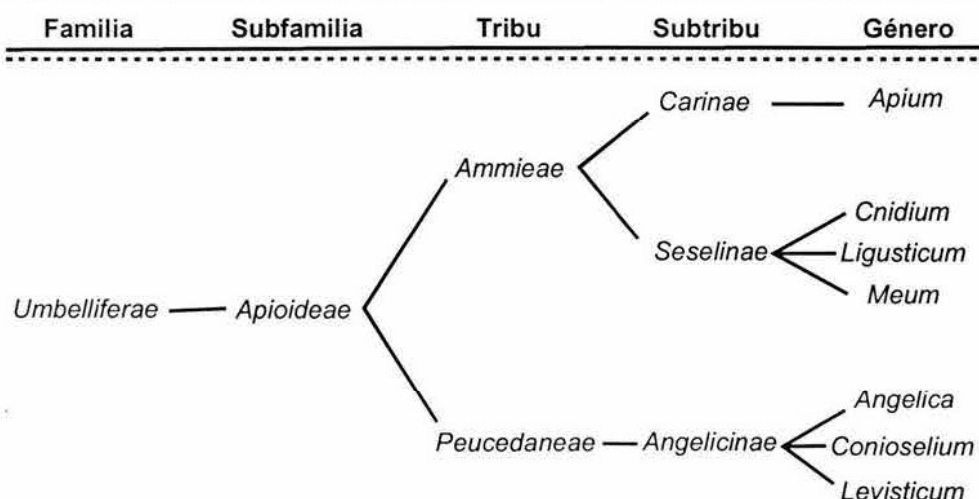 Familia Subfamilia Tribu Subtribu Género
Carinae Apium
Ammieae
Cnidium
Seselinae Ligusticum
Meum
Umbelliferae Apioideae
Angelica
Peucedaneae Angelicinae Conioselium
Levisticum